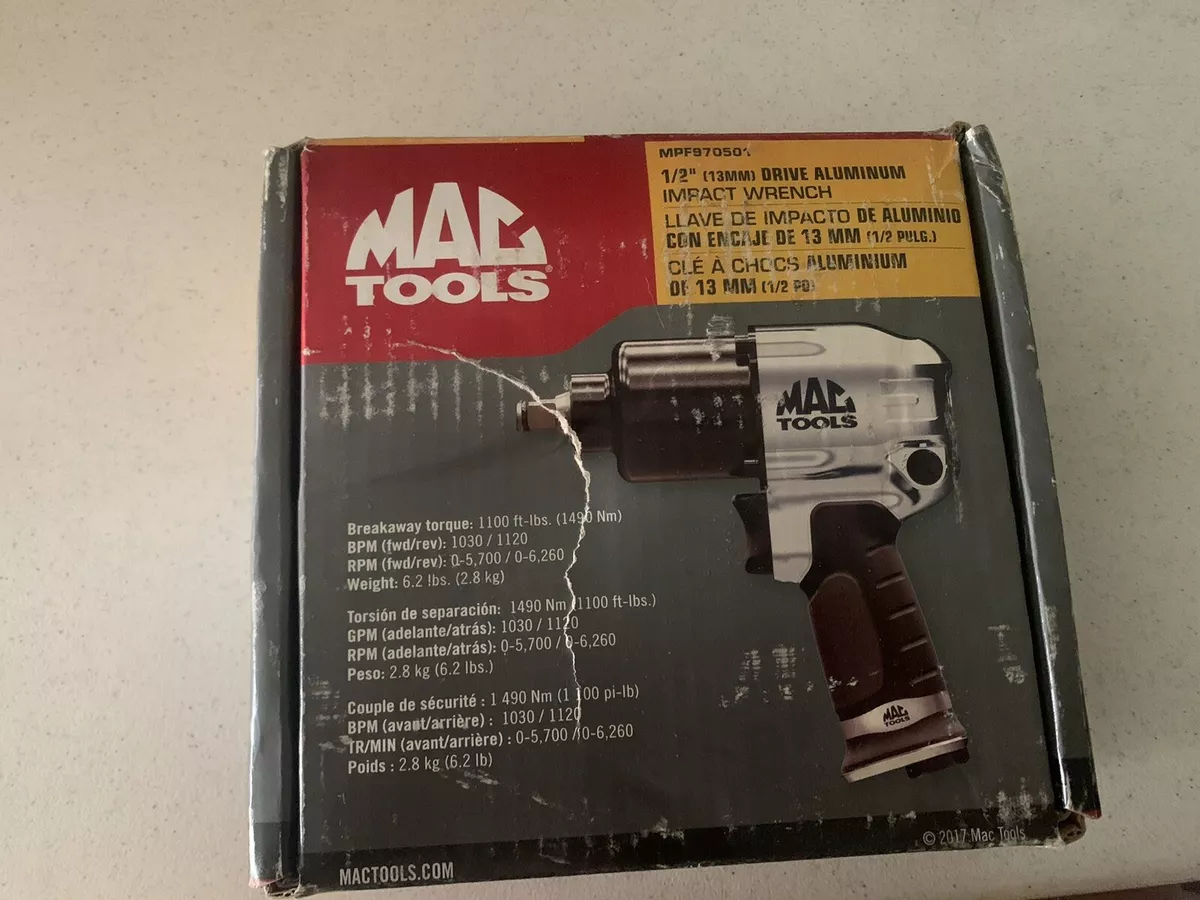 MAC
TOOLS
MPF970501
1/2" (13MM) DRIVE ALUMINUM
IMPACT WRENCH
LLAVE DE IMPACTO DE ALUMINIO
CON ENCAJE DE 13 MM (1/2 PULG.)
CLÉ À CHOCS ALUMINIUM
DE 13 MM (1/2 PO)
MAC
TOOLS
Breakaway torque: 1100 ft-lbs. (1490 Nm)
BPM (fwd/rev): 1030 / 1120
RPM (fwd/rev): 0-5,700 / 0-6,260
Weight: 6.2 lbs. (2.8 kg)
Torsión de separación: 1490 Nm (1100 ft-lbs.)
GPM (adelante/atrás): 1030 / 1120
RPM (adelante/atrás): 0-5,700 / 0-6,260
Peso: 2.8 kg (6.2 lbs.)
Couple de sécurité : 1 490 Nm (1 100 pi-lb)
BPM (avant/arrière) : 1030 / 1120
TR/MIN (avant/arrière) : 0-5,700 /0-6,260
Poids : 2.8 kg (6.2 lb)
MAC
TOOLS
© 2017 Mac Tools
MACTOOLS.COM